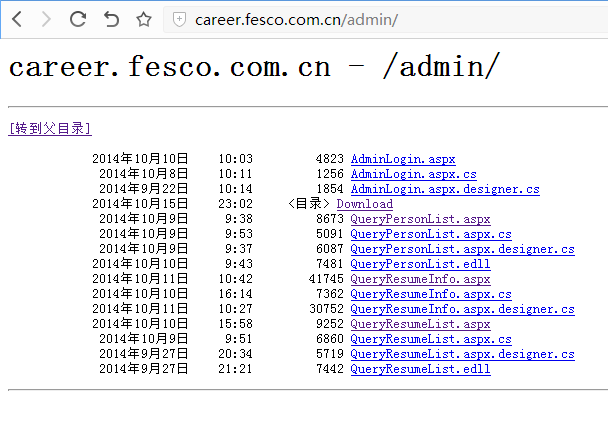 career.fesco.com.cn/admin/
career.fesco.com.cn - /admin/
[转到父目录]
2014年10月10日 10:03 4823 AdminLogin.aspx
2014年10月8日 10:11 1256 AdminLogin.aspx.cs
2014年9月22日 10:14 1854 AdminLogin.aspx.designer.cs
2014年10月15日 23:02 <目录> Download
2014年10月9日 9:38 8673 QueryPersonList.aspx
2014年10月9日 9:53 5091 QueryPersonList.aspx.cs
2014年10月9日 9:37 6087 QueryPersonList.aspx.designer.cs
2014年10月10日 9:43 7481 QueryPersonList.edll
2014年10月11日 10:42 41745 QueryResumeInfo.aspx
2014年10月10日 16:14 7362 QueryResumeInfo.aspx.cs
2014年10月11日 10:27 30752 QueryResumeInfo.aspx.designer.cs
2014年10月10日 15:58 9252 QueryResumeList.aspx
2014年10月9日 9:51 6860 QueryResumeList.aspx.cs
2014年9月27日 20:34 5719 QueryResumeList.aspx.designer.cs
2014年9月27日 21:21 7442 QueryResumeList.edll